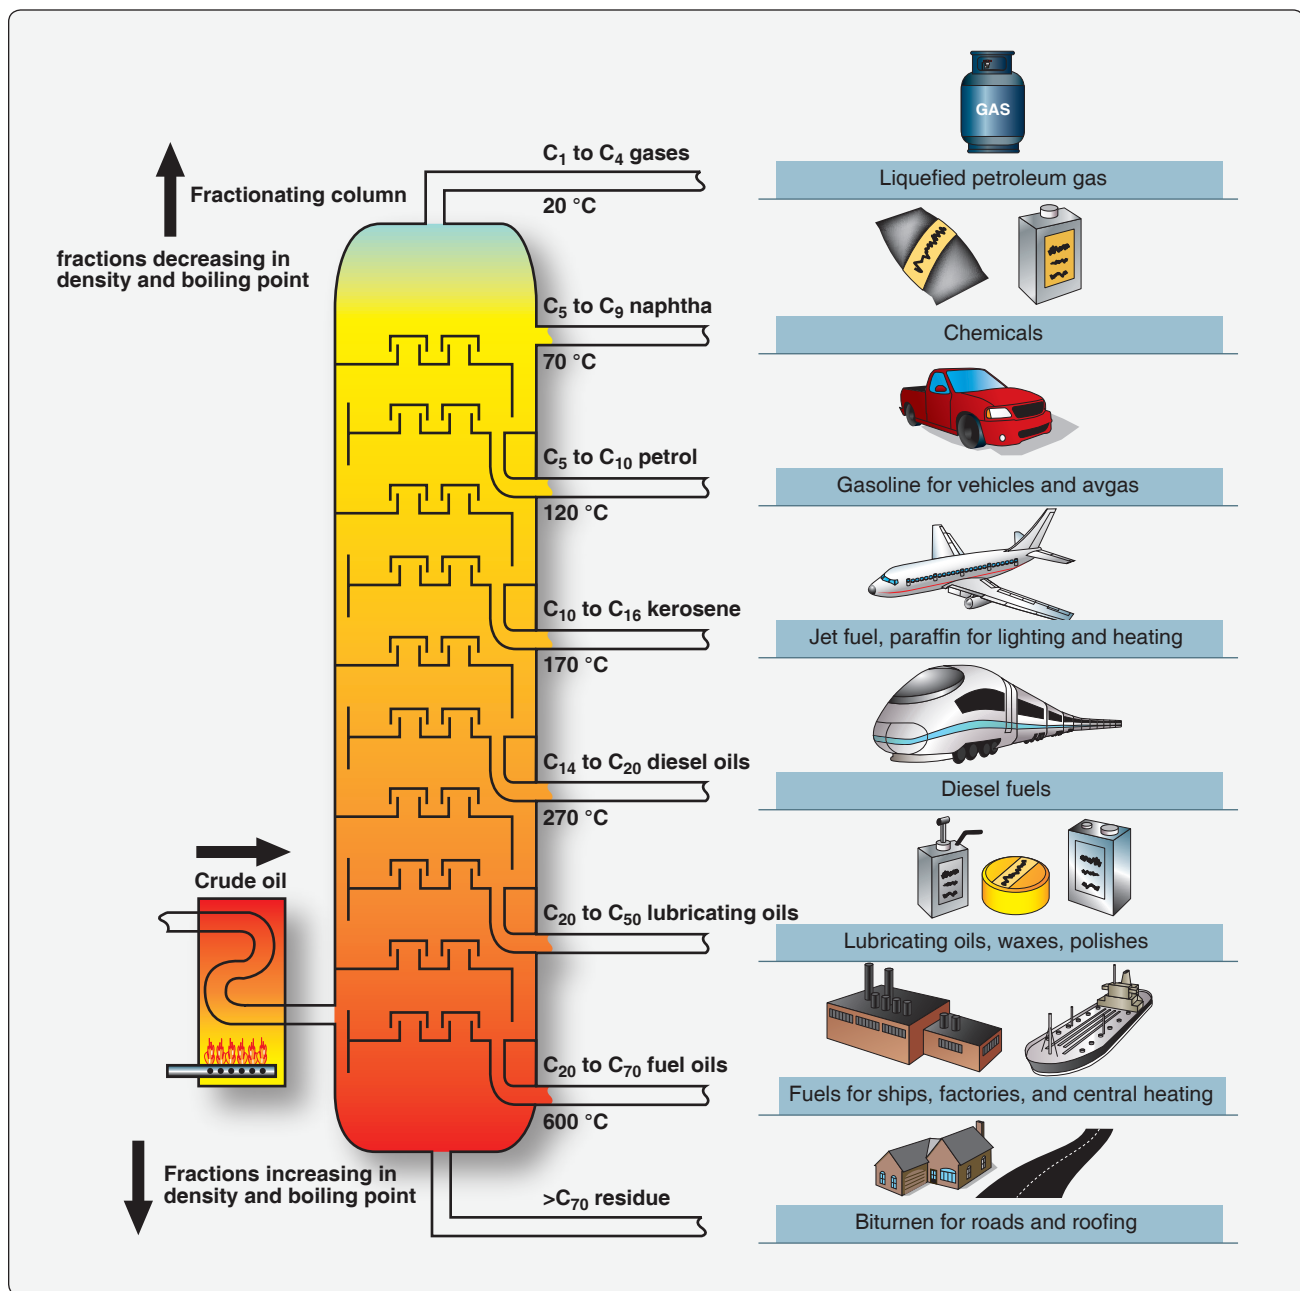 GAS
C₁ to C₄ gases
20 °C
Liquefied petroleum gas
Fractionating column
fractions decreasing in
density and boiling point
C₅ to C₉ naphtha
70 °C
Chemicals
C₅ to C₁₀ petrol
120 °C
Gasoline for vehicles and avgas
C₁₀ to C₁₆ kerosene
170 °C
Jet fuel, paraffin for lighting and heating
C₁₄ to C₂₀ diesel oils
270 °C
Diesel fuels
Crude oil
C₂₀ to C₅₀ lubricating oils
Lubricating oils, waxes, polishes
C₂₀ to C₇₀ fuel oils
600 °C
Fuels for ships, factories, and central heating
Fractions increasing in
density and boiling point
>C₇₀ residue
Biturnen for roads and roofing